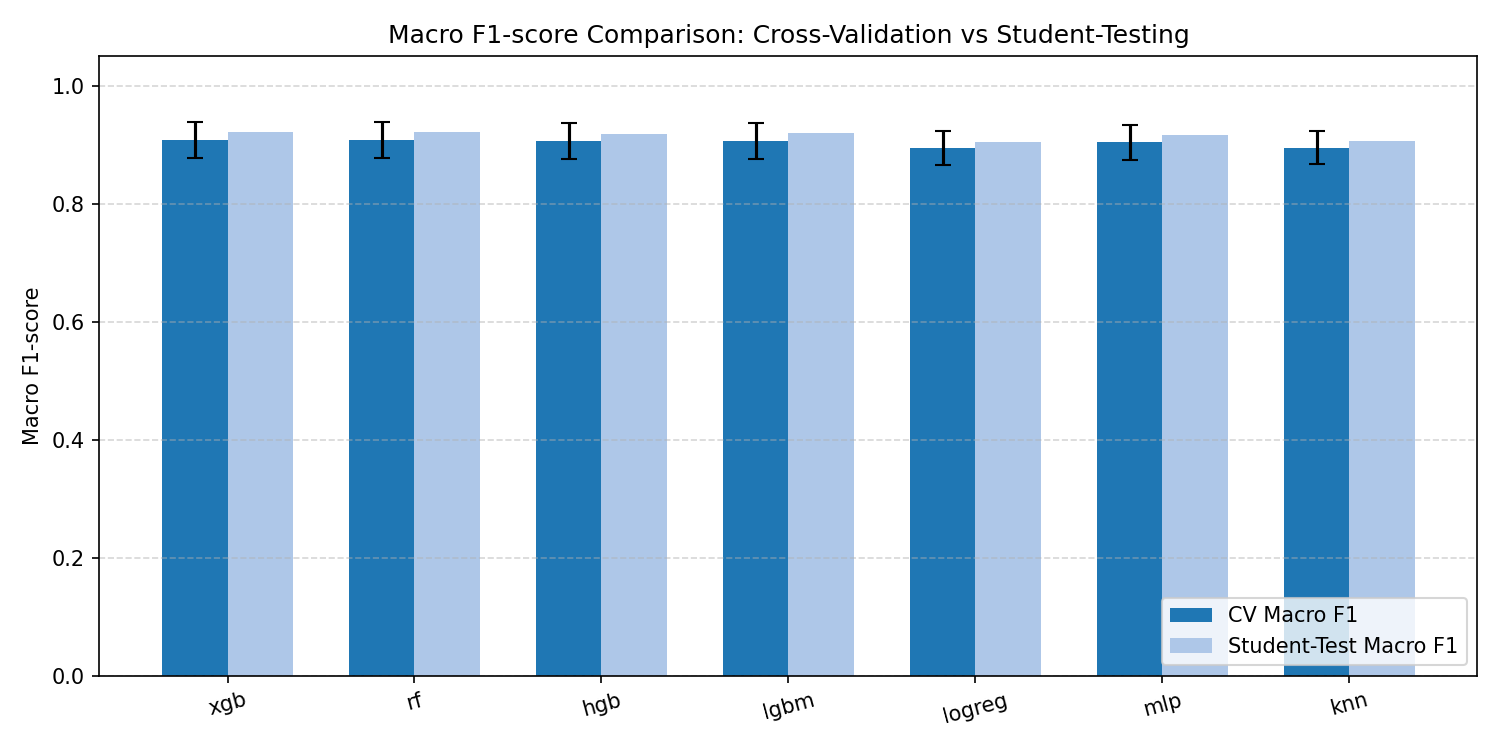 Macro F1-score Comparison: Cross-Validation vs Student-Testing
Macro F1-score
1.0
0.8
0.6
0.4
0.2
0.0
xgb
rf
hgb
lgbm
logreg
mlp
knn
CV Macro F1
Student-Test Macro F1